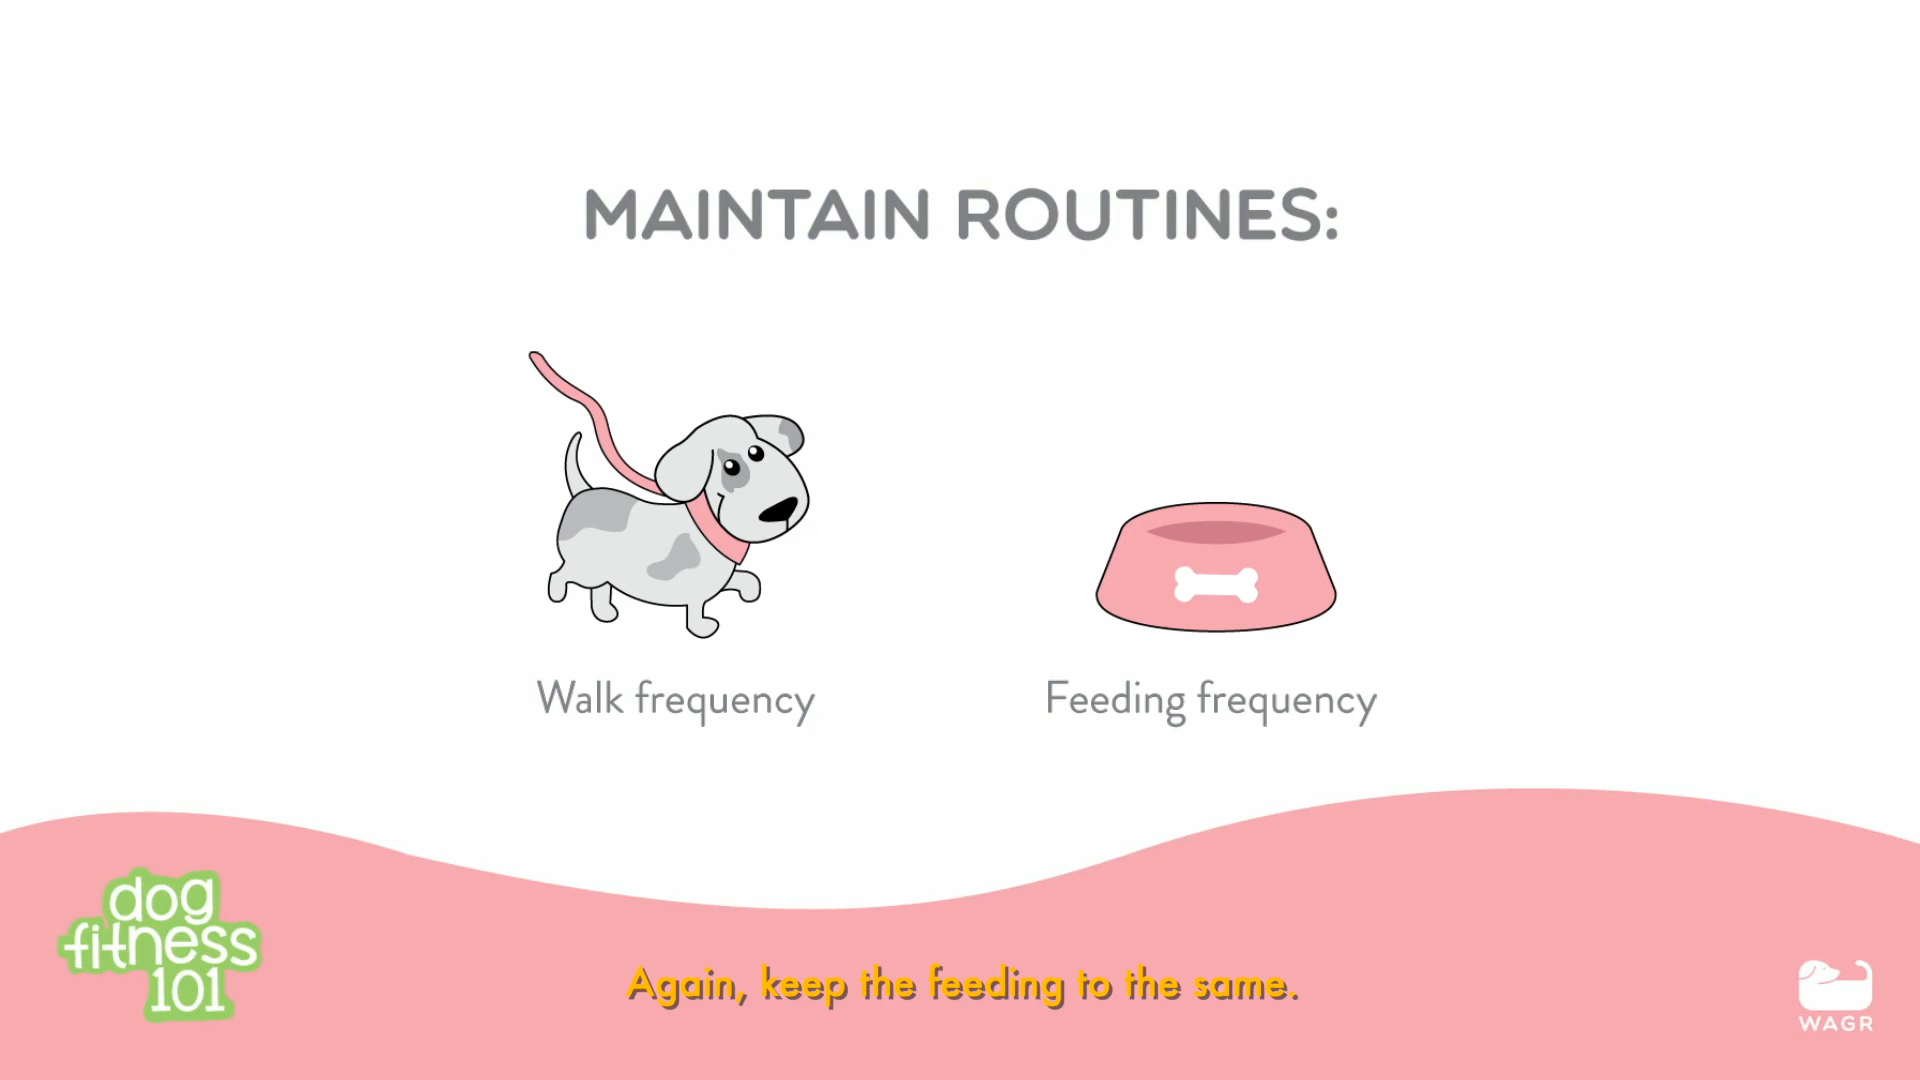 MAINTAIN ROUTINES:
Walk frequency
Feeding frequency
dog
fitness
101
Again, keep the feeding to the same.
WAGR